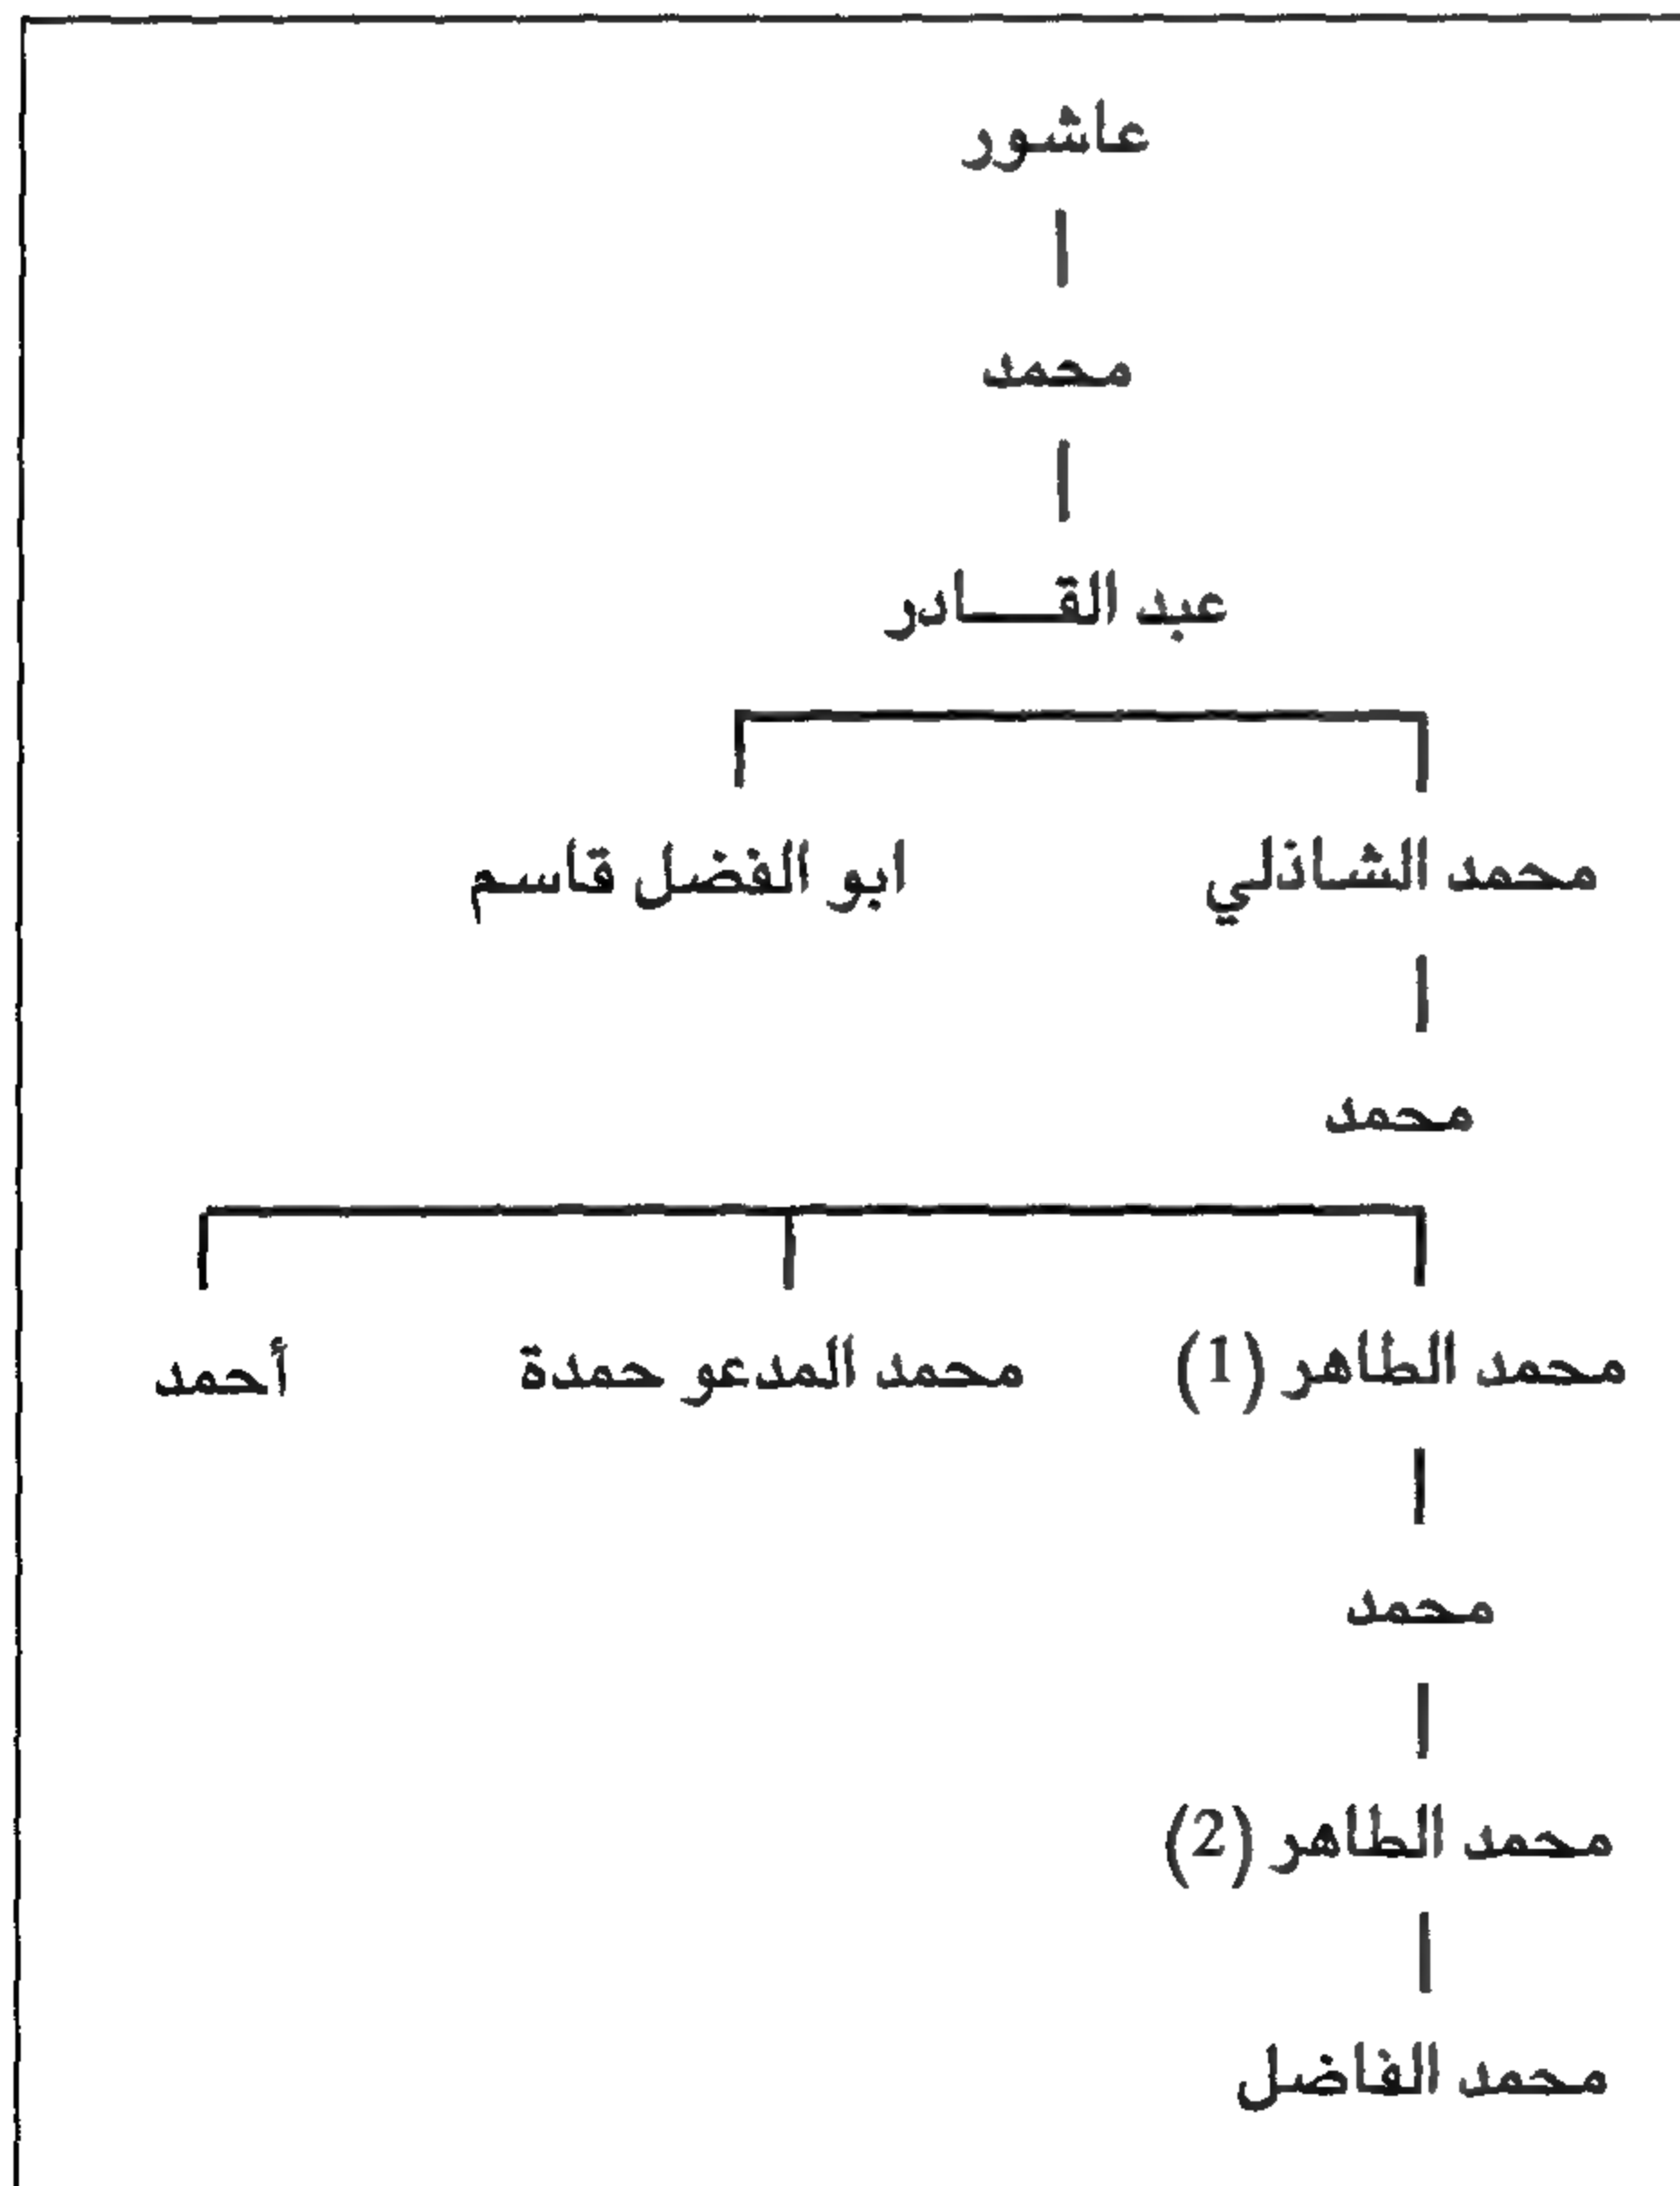 عاشور
محمد
عبد القـــادر
محمد الشاذلي
ابو الفضل قاسم
محمد
محمد الطاهر (1)
محمد المدعو حمدة
أحمد
محمد
محمد الطاهر (2)
محمد الفاضل